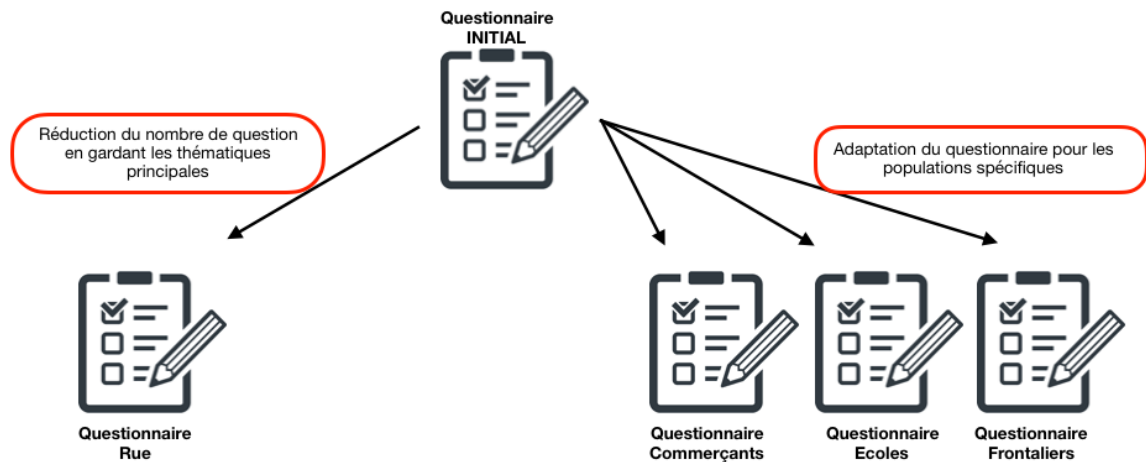 Questionnaire
INITIAL
Réduction du nombre de question
en gardant les thématiques
principales
Adaptation du questionnaire pour les
populations spécifiques
Questionnaire
Rue
Questionnaire
Commerçants
Questionnaire
Ecoles
Questionnaire
Frontaliers